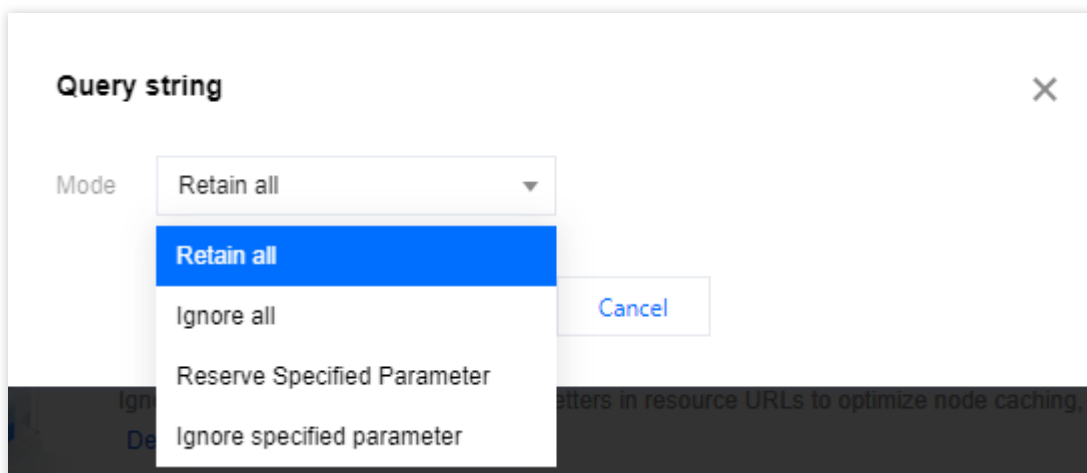 Query string
Mode
Retain all
Retain all
Ignore all
Cancel
Reserve Specified Parameter
etters in resource URLs to optimize node caching,
Ignore specified parameter